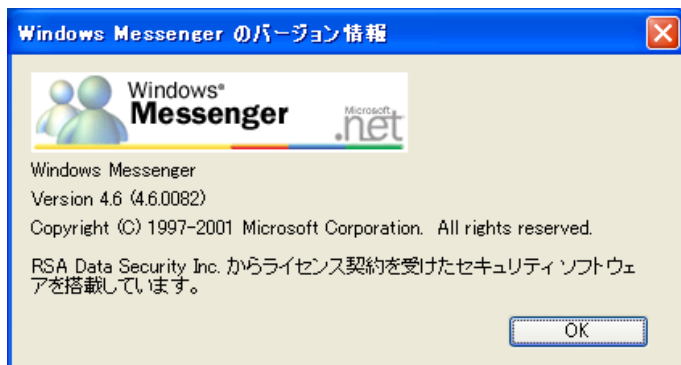 Windows Messenger のバージョン情報
Windows®
Messenger
Microsoft
.net
Windows Messenger
Version 4.6 (4.6.0082)
Copyright (C) 1997-2001 Microsoft Corporation. All rights reserved.
RSA Data Security Inc. からライセンス契約を受けたセキュリティ ソフトウェ
アを搭載しています。
OK